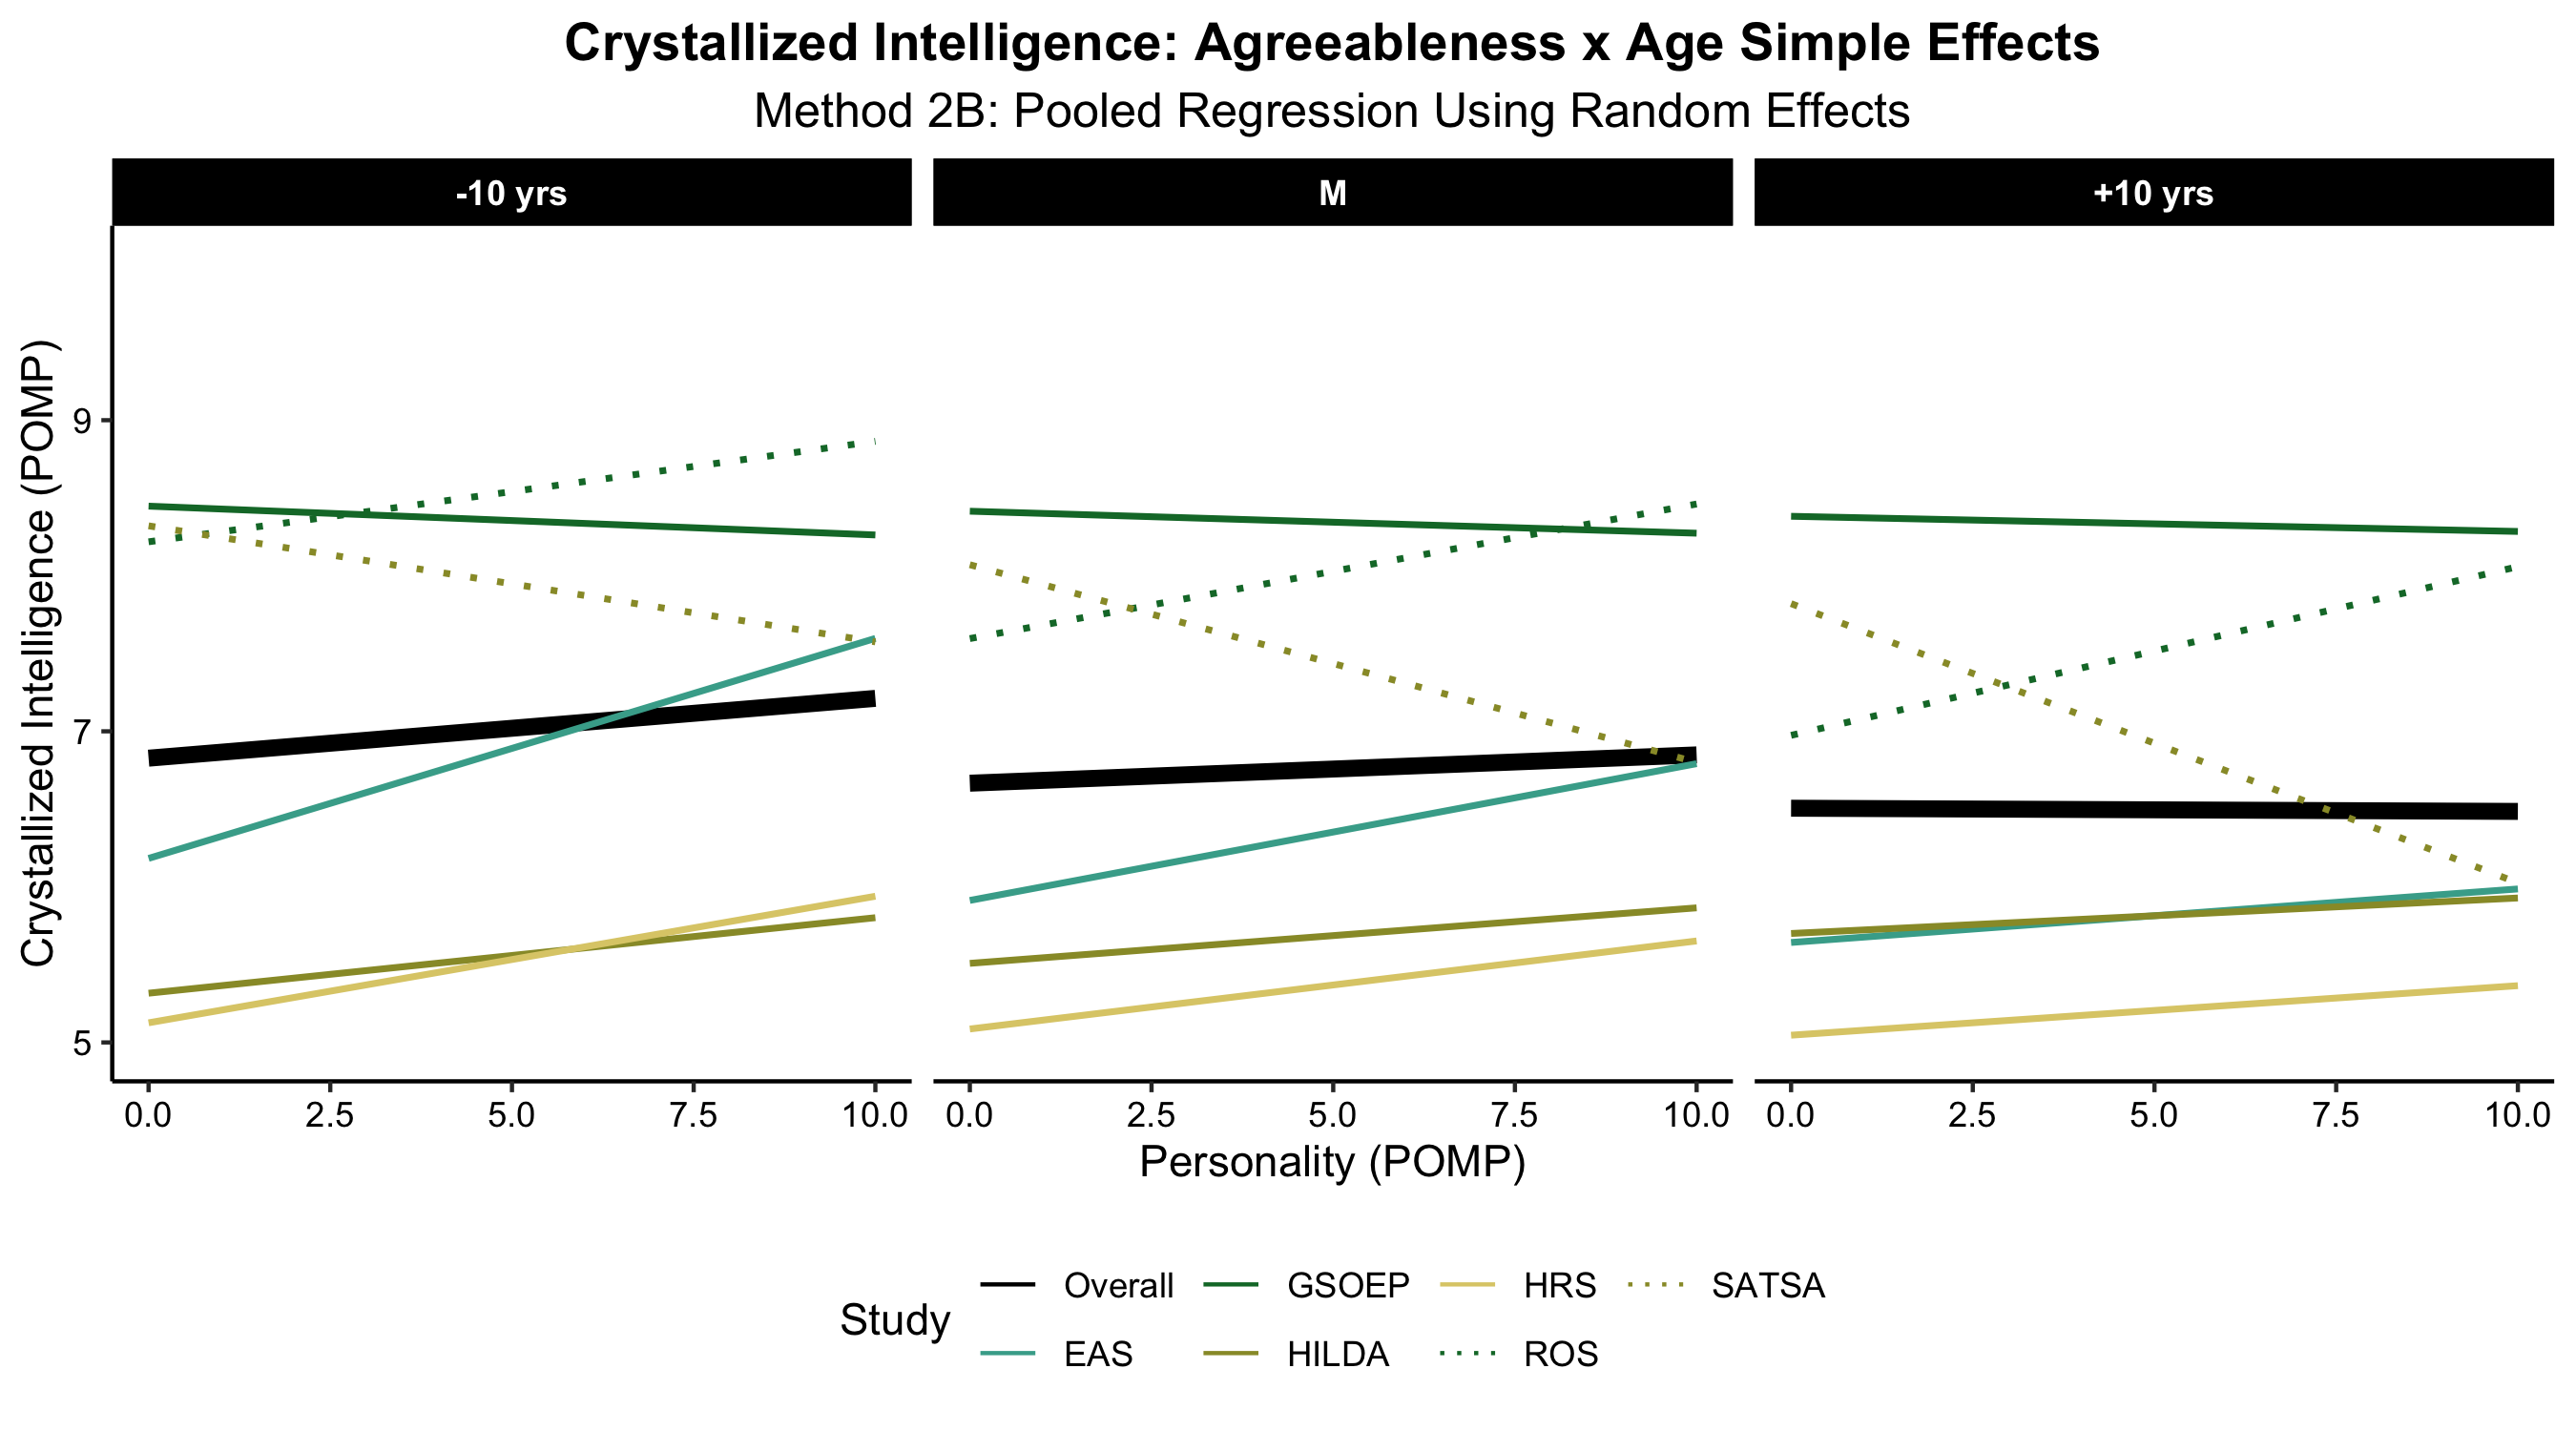 Crystallized Intelligence: Agreeableness x Age Simple Effects
Method 2B: Pooled Regression Using Random Effects
-10 yrs M +10 yrs
Crystallized Intelligence (POMP)
9
7
5
0.0 2.5 5.0 7.5 10.0 0.0 2.5 5.0 7.5 10.0 0.0 2.5 5.0 7.5 10.0
Personality (POMP)
Study
Overall GSOEP HRS SATSA
EAS HILDA ROS